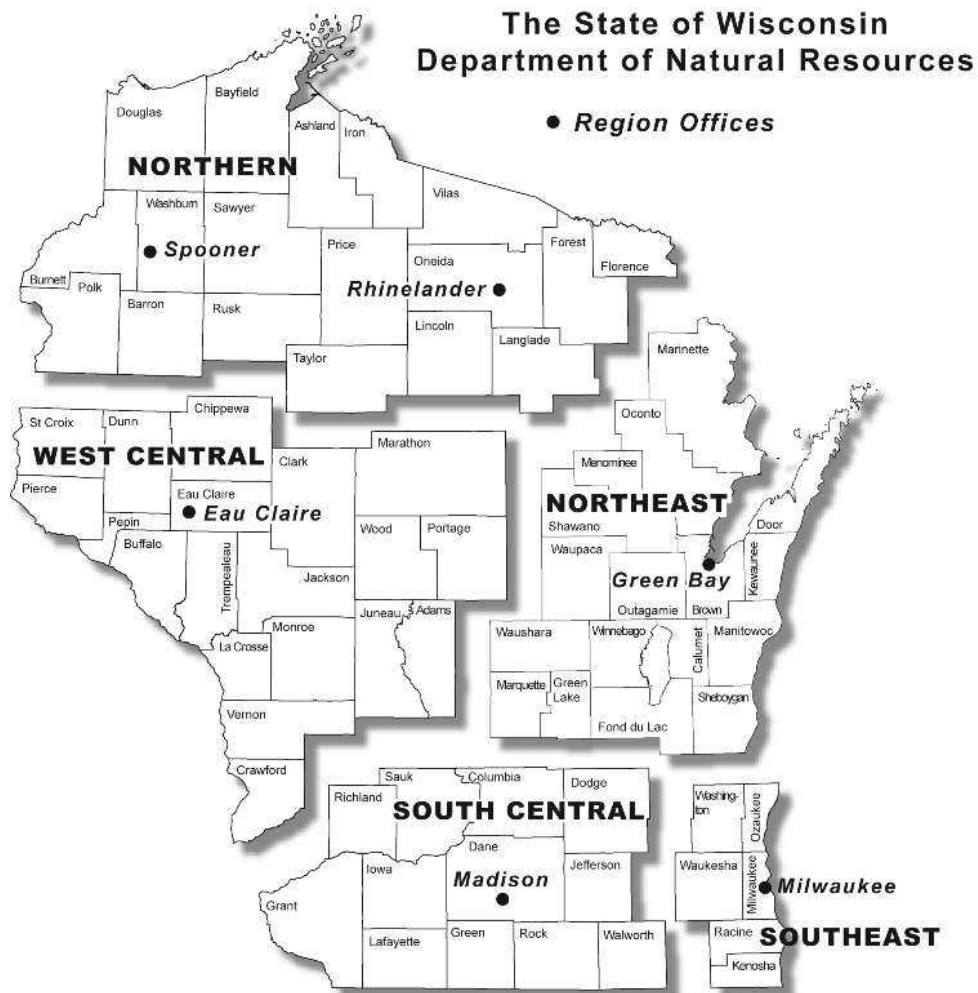 The State of Wisconsin
Department of Natural Resources
Region Offices
Bayfield
Douglas
Ashland
Iron
NORTHERN
Vilas
Washburn
Sawyer
Spooner
Price
Forest
Oneida
Florence
Burnett
Polk
Rhinelander
Barron
Rusk
Lincoln
Langlade
Taylor
Marinette
Chippewa
St Croix
Dunn
Oconto
Marathon
WEST CENTRAL
Clark
Menominee
Pierce
Eau Claire
Eau Claire
NORTHEAST
Pepin
Wood
Portage
Shawano
Door
Buffalo
Waupaca
Trempealeau
Jackson
Green Bay
Kewaunee
Juneau
Adams
Outagamie
Brown
Monroe
La Crosse
Waushara
Winnebago
Calumet
Manitowoc
Marquette
Green
Lake
Sheboygan
Vernon
Fond du Lac
Crawford
Sauk
Columbia
Dodge
Richland
SOUTH CENTRAL
Washing-
ton
Ozaukee
Dane
Iowa
Jefferson
Waukesha
Milwaukee
Madison
Milwaukee
Grant
Lafayette
Green
Rock
Walworth
Racine
SOUTHEAST
Kenosha